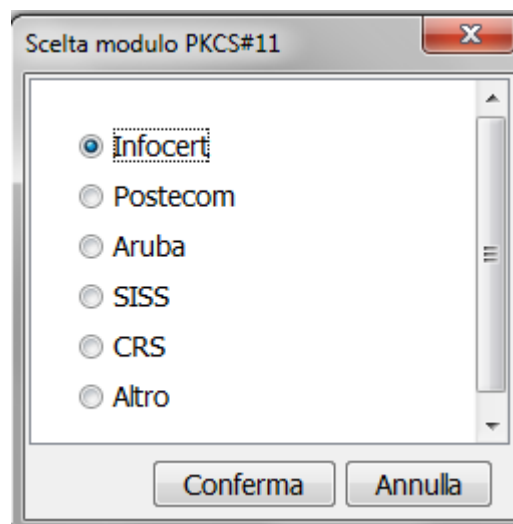 Scelta modulo PKCS#11
Infocert
Postecom
Aruba
SISS
CRS
Altro
Conferma Annulla